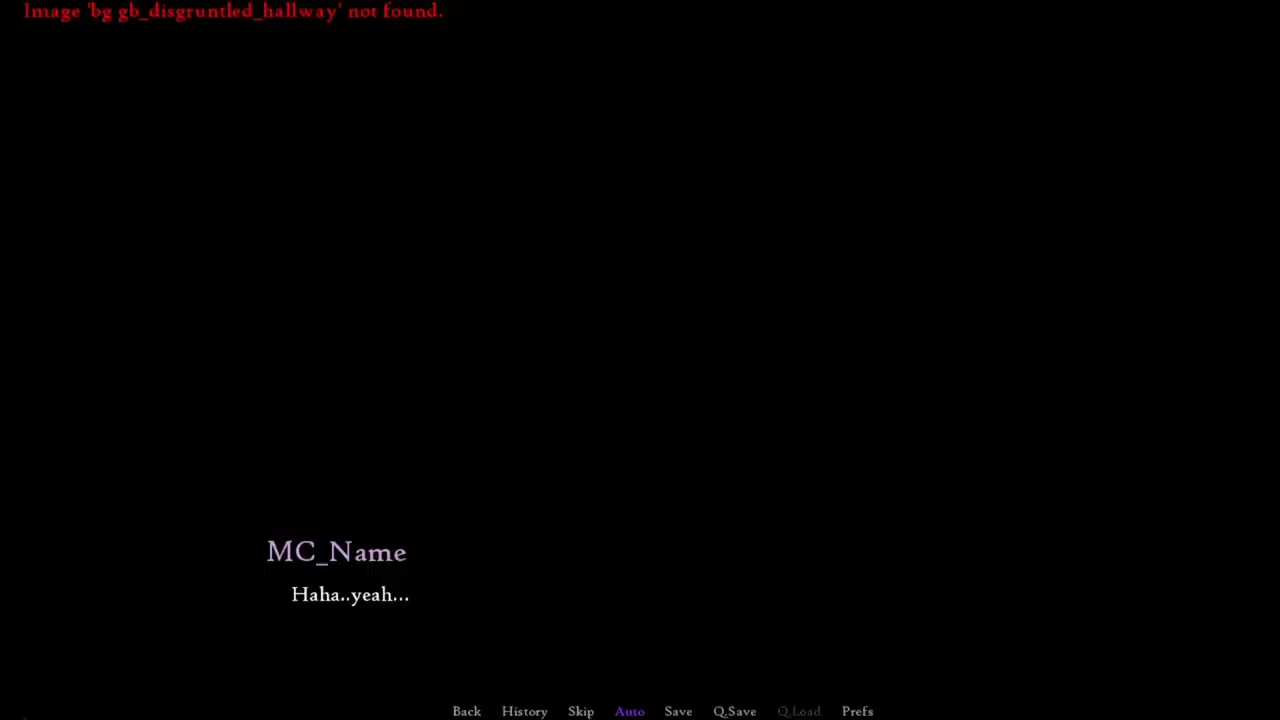 Image 'bg gb_disgruntled_hallway' not found.
MC_Name
Haha..yeah...
Back History Skip Auto Save Q.Save Q.Load Prefs